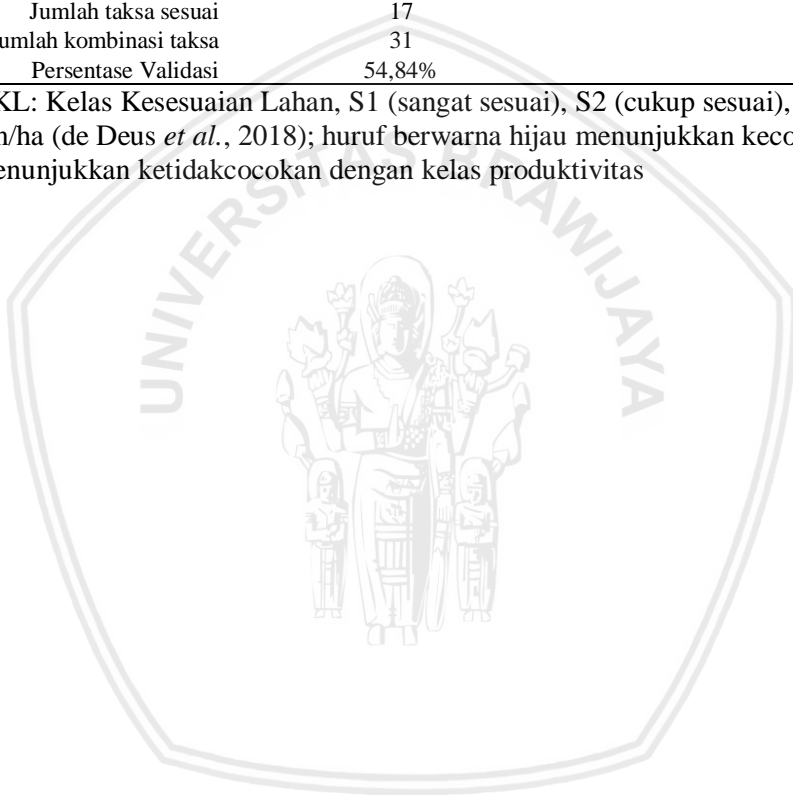 Jumlah taksa sesuai 17
umlah kombinasi taksa 31
Persentase Validasi 54,84%
KL: Kelas Kesesuaian Lahan, S1 (sangat sesuai), S2 (cukup sesuai),
n/ha (de Deus et al., 2018); huruf berwarna hijau menunjukkan keco
enunjukkan ketidakcocokan dengan kelas produktivitas
UNIVERSITAS BRAWIJAYA